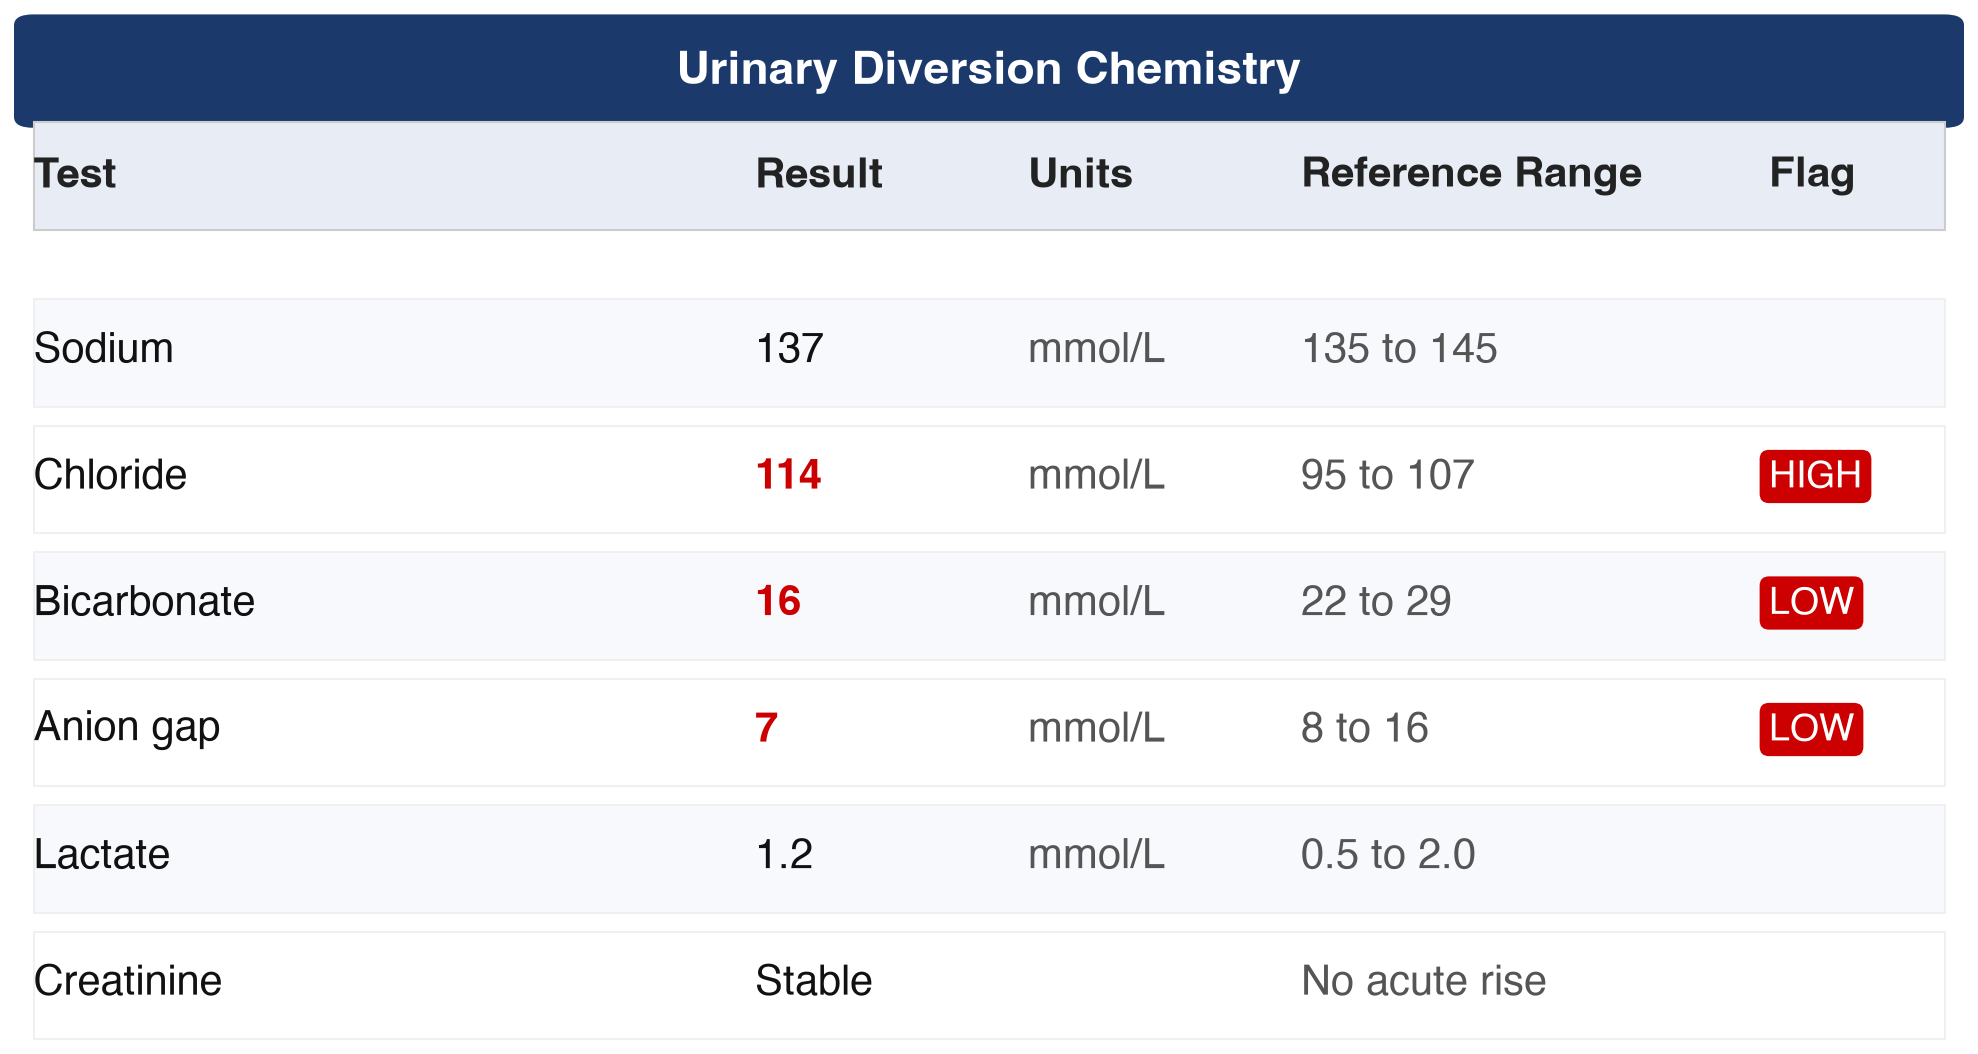 Urinary Diversion Chemistry
Test Result Units Reference Range Flag
Sodium 137 mmol/L 135 to 145
Chloride 114 mmol/L 95 to 107 HIGH
Bicarbonate 16 mmol/L 22 to 29 LOW
Anion gap 7 mmol/L 8 to 16 LOW
Lactate 1.2 mmol/L 0.5 to 2.0
Creatinine Stable No acute rise